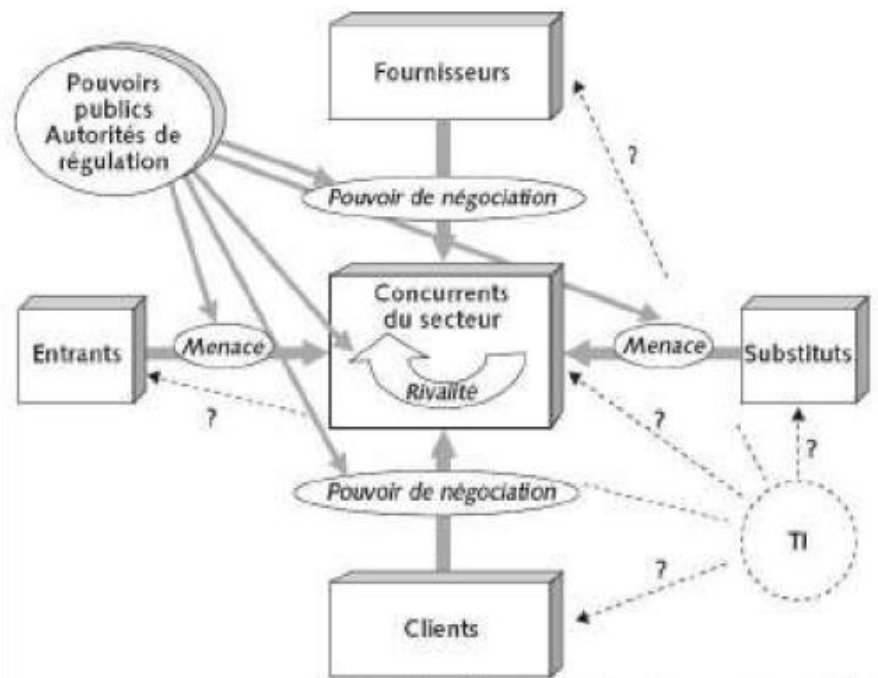 Pouvoirs
publics
Autorités de
régulation
Fournisseurs
?
Pouvoir de négociation
Concurrents
du secteur
Entrants
Menace
Rivalité
Menace
Substituts
?
?
?
Pouvoir de négociation
TI
?
Clients